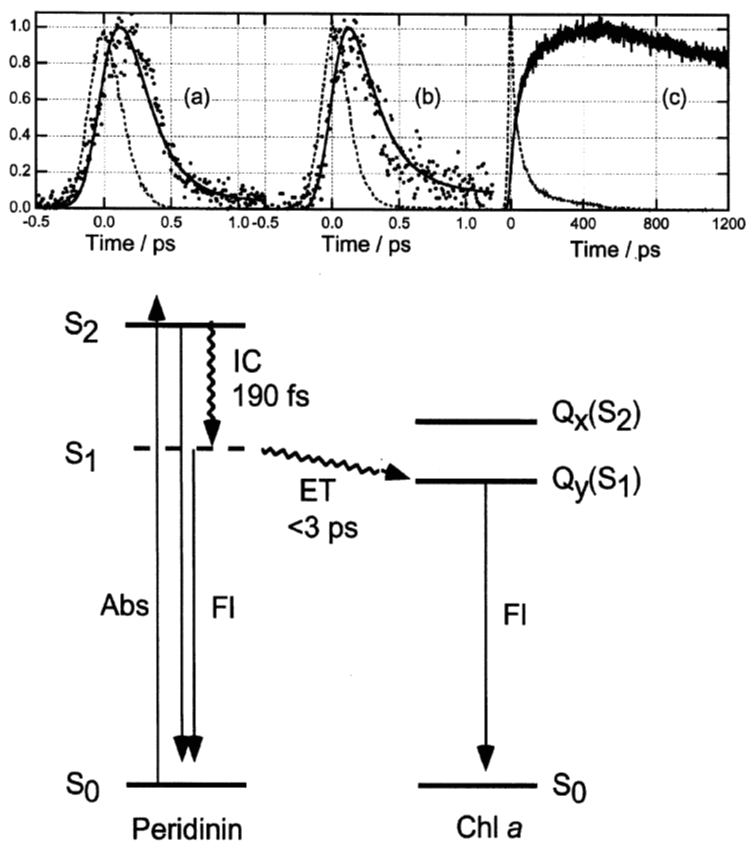 1.0
0.8
0.6
0.4
0.2
0.0
(a)
(b)
(c)
-0.5 0.0 0.5 1.0 -0.5 0.0 0.5 1.0 0 400 800 1200
Time / ps Time / ps Time / ps
S2
IC
190 fs
Qx(S2)
S1
ET
<3 ps
Qy(S1)
Abs Fl Fl
S0 S0
Peridinin Chl a